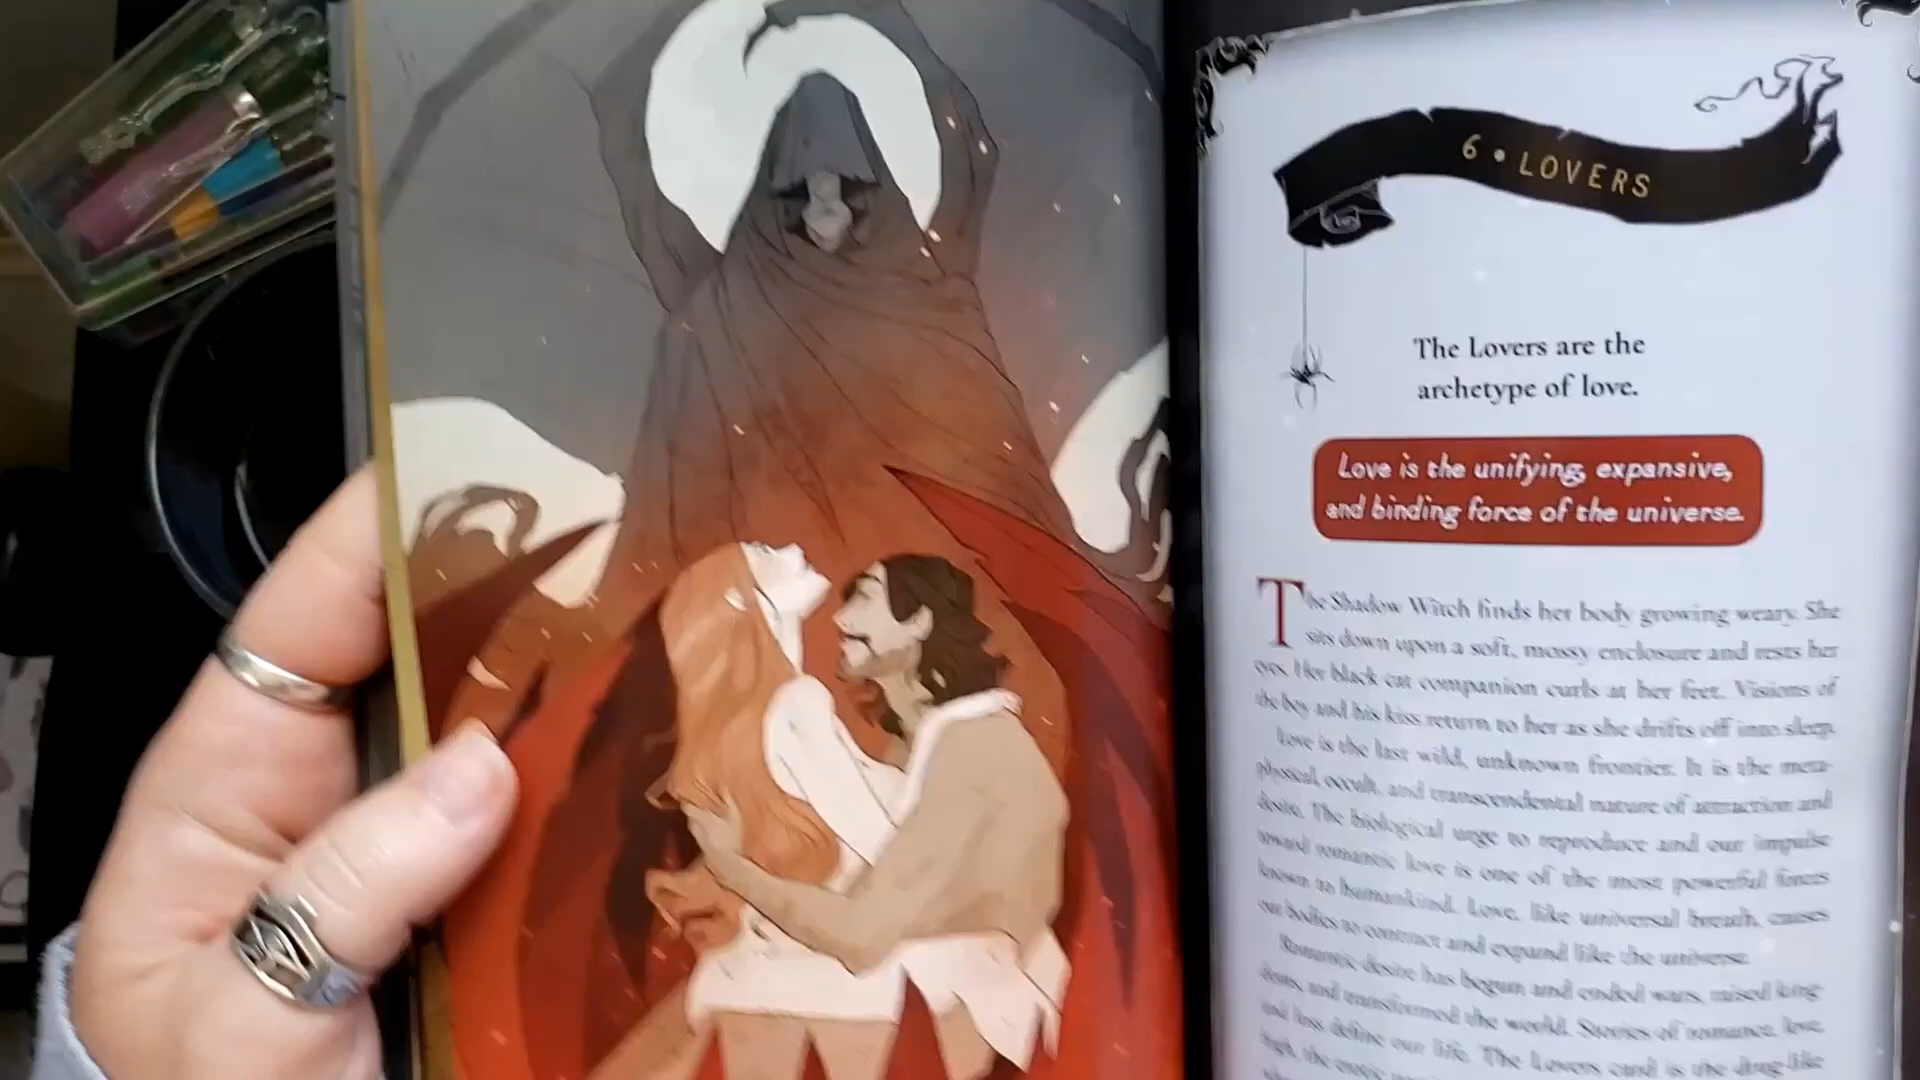 6 • LOVERS
The Lovers are the
archetype of love.
Love is the unifying, expansive,
and binding force of the universe.
The Shadow Witch finds her body growing weary. She
sits down upon a soft, mossy enclosure and rests her
eyes. Her black cat companion curls at her feet. Visions of
the boy and his kiss return to her as she drifts off into sleep.
Love is the last wild, unknown frontier. It is the meta-
physical, occult, and transcendental nature of attraction and
desire. The biological urge to reproduce and our impulse
toward romantic love is one of the most powerful forces
known to humankind. Love, like universal breath, causes
our bodies to contract and expand like the universe.
Romantic desire has begun and ended wars, raised king-
doms, and transformed the world. Stories of romance, love,
and loss define our life. The Lovers card is the drug-like